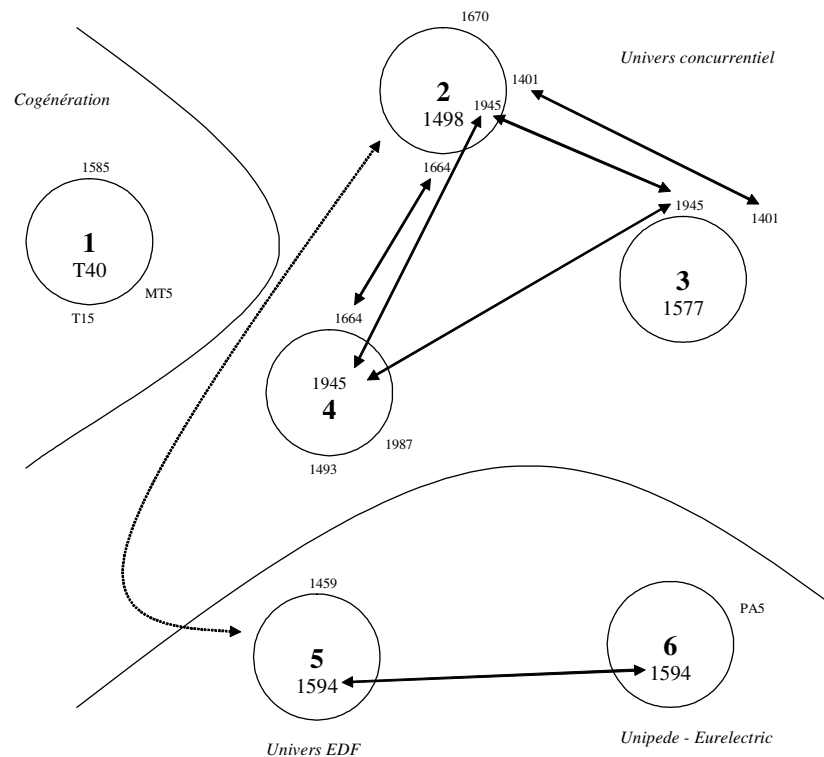 1670
Univers concurrentiel
2
1401
Cogénération
1945
1498
1664
1585
1945
1401
1
T40
MT5
T15
3
1577
1664
1945
4
1987
1493
1459
PA5
5
1594
6
1594
Univers EDF
Unipede - Eurelectric